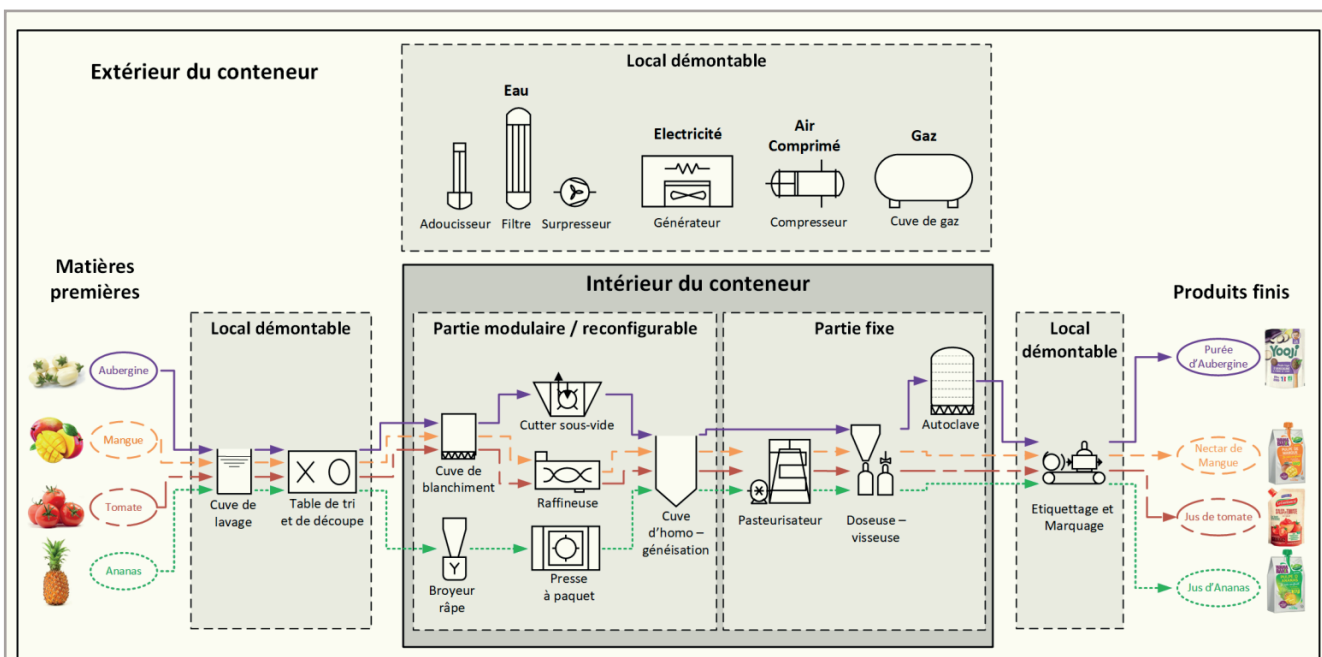 Extérieur du conteneur
Local démontable
Eau
Electricité
Air
Comprimé
Gaz
Adoucisseur
Filtre
Surpresseur
Générateur
Compresseur
Cuve de gaz
Matières
premières
Intérieur du conteneur
Produits finis
Local démontable
Partie modulaire / reconfigurable
Partie fixe
Local
démontable
Aubergine
Mangue
Tomate
Ananas
Cuve de
lavage
Table de tri
et de découpe
Cuve de
blanchiment
Cutter sous-vide
Raffineuse
Broyeur
râpe
Y
Presse
à paquet
Cuve
d'homo –
généisation
Pasteurisateur
Doseuse –
visseuse
Autoclave
Etiquettage et
Marquage
Purée
d'Aubergine
Yooji
Nectar de
Mangue
Jus de tomate
Jus d'Ananas